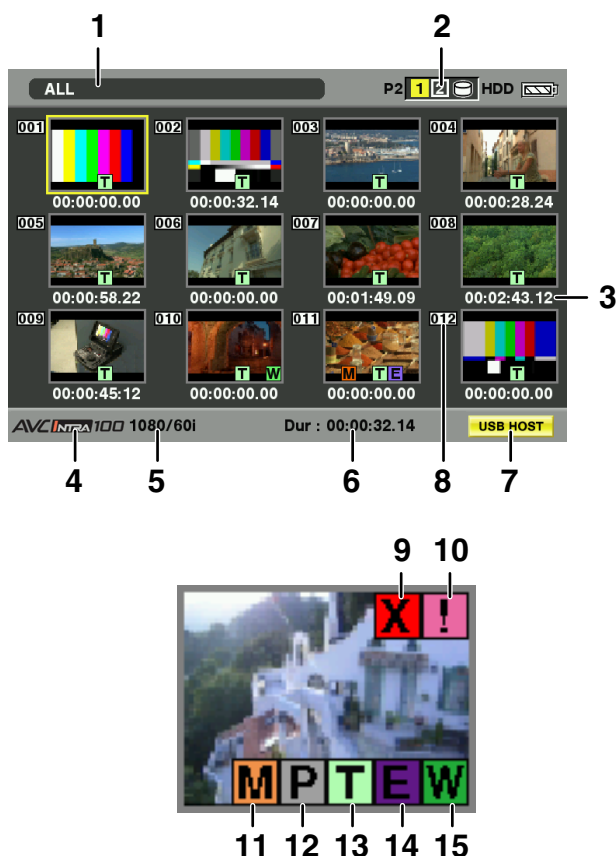 1 2
ALL P2 1 2 HDD
001 002 003 004
T T T T
00:00:00.00 00:00:32.14 00:00:00.00 00:00:28.24
005 006 007 008
T T T T
00:00:58.22 00:00:00.00 00:01:49.09 00:02:43.12 3
009 010 011 012
T T W M T E T
00:00:45:12 00:00:00.00 00:00:00.00 00:00:00.00
AVC INTRA 100 1080/60i Dur : 00:00:32.14 USB HOST
4 5 6 8 7
9 10
X !
M P T E W
11 12 13 14 15